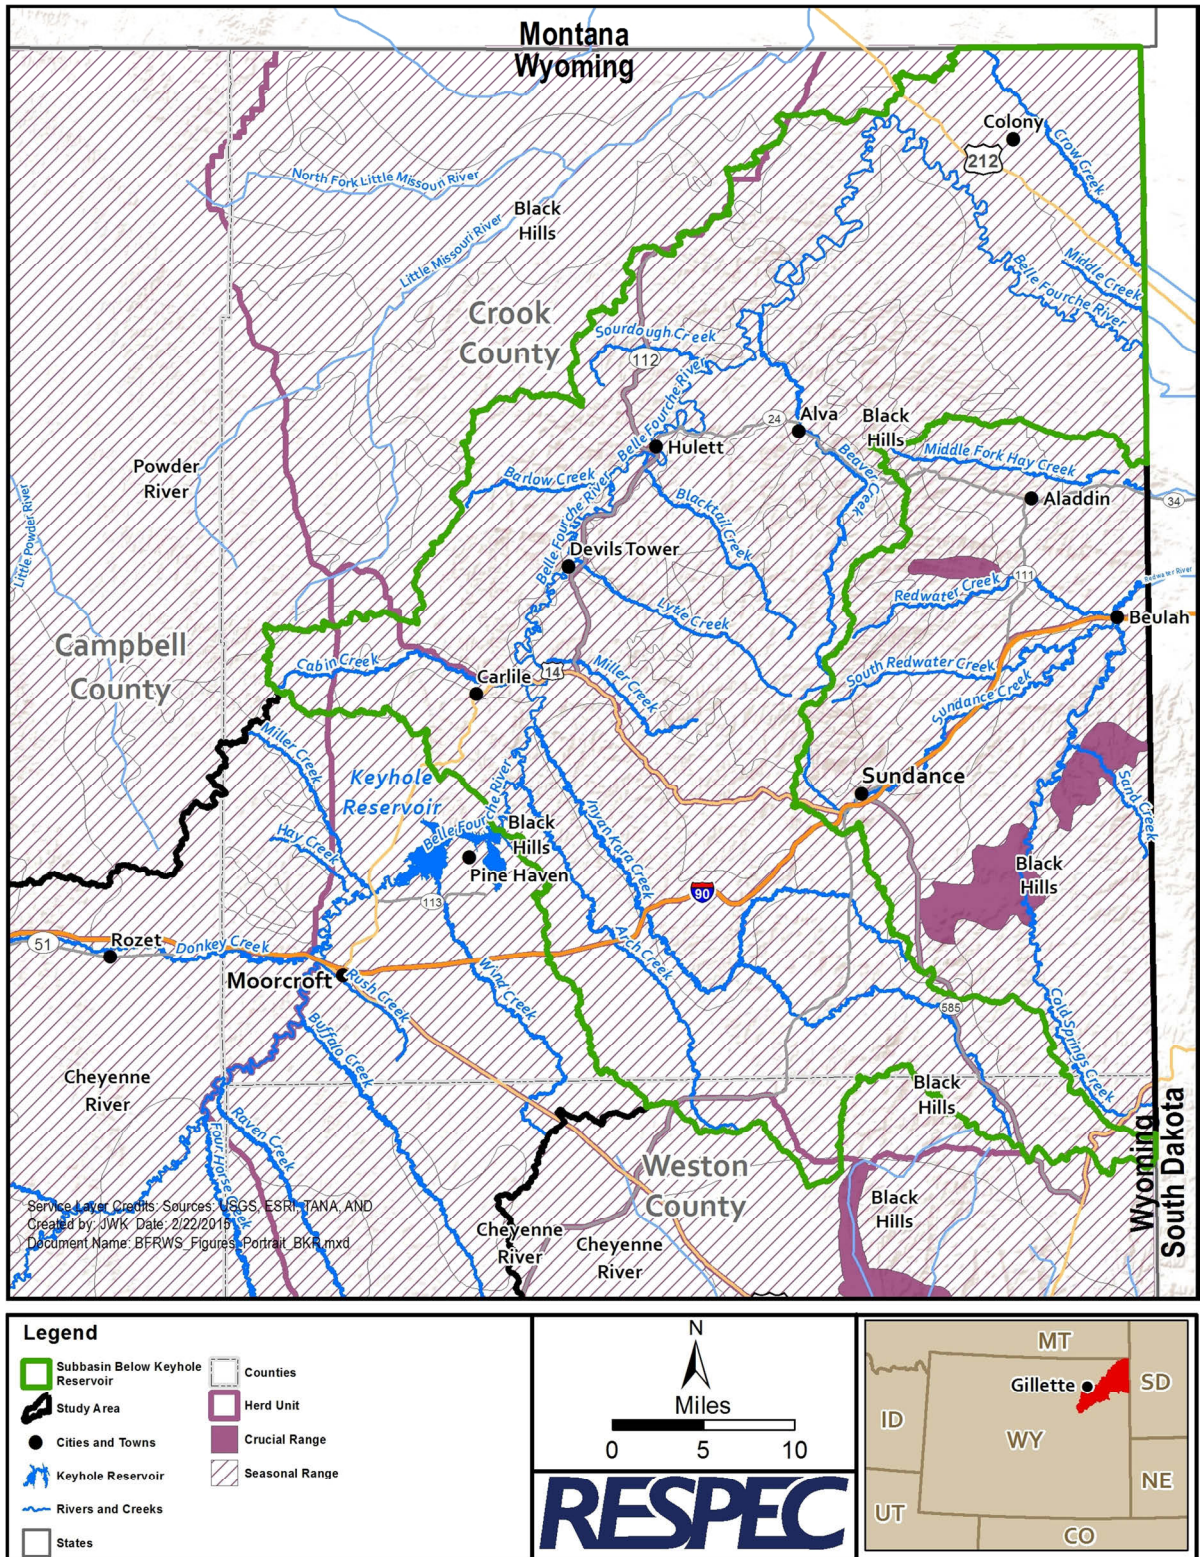 Montana
Wyoming
Colony
212
Crow Creek
North Fork Little Missouri River
Black
Hills
Little Missouri River
Middle Creek
Belle Fourche River
Crook
County
Sourdough Creek
112
Belle Fourche River
24
Alva
Black
Hills
Hulett
Middle Fork Hay Creek
Powder
River
Barlow Creek
Beaver Creek
Blacktail Creek
Aladdin
34
Little Powder River
Belle Fourche River
Devils Tower
Redwater Creek
111
Redwater River
Lytle Creek
Beulah
Campbell
County
Cabin Creek
Carlile
14
Miller Creek
South Redwater Creek
Sundance Creek
Miller Creek
Keyhole
Reservoir
Belle Fourche River
Sundance
Sand Creek
Inyan Kara Creek
Hay Creek
Black
Hills
Pine Haven
Black
Hills
113
90
51
Rozet
Donkey Creek
Arch Creek
Moorcroft
Rush Creek
Wind Creek
Cold Springs Creek
585
Buffalo Creek
Cheyenne
River
Black
Hills
Raven Creek
Four Horse Creek
Weston
County
Wyoming
South Dakota
Black
Hills
Service Layer Credits: Sources: USGS, ESRI, TANA, AND
Created by: JWK Date: 2/22/2015
Document Name: BFRWS_Figures_Portrait_BKR.mxd
Cheyenne
River
Cheyenne
River
Legend
Subbasin Below Keyhole
Reservoir
Study Area
Cities and Towns
Keyhole Reservoir
Rivers and Creeks
States
Counties
Herd Unit
Crucial Range
Seasonal Range
N
Miles
0 5 10
RESPEC
MT
Gillette
SD
ID
WY
NE
UT
CO